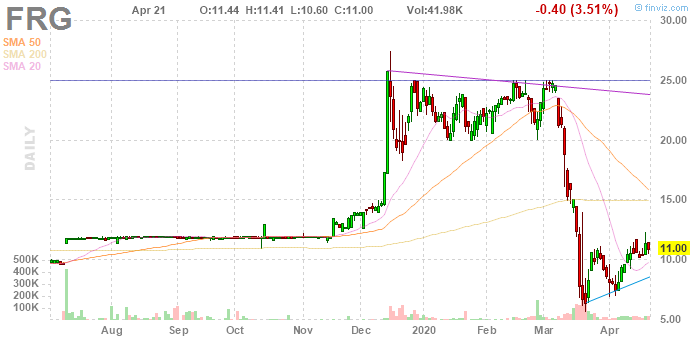 FRG Apr 21 O:11.44 H:11.41 L:10.60 C:11.00 Vol:41.98K -0.40 (3.51%) © finviz.com
SMA 50
SMA 200
SMA 20
DAILY
30.00
25.00
20.00
15.00
11.00
10.00
5.00
500K
400K
300K
200K
100K
Aug Sep Oct Nov Dec 2020 Feb Mar Apr